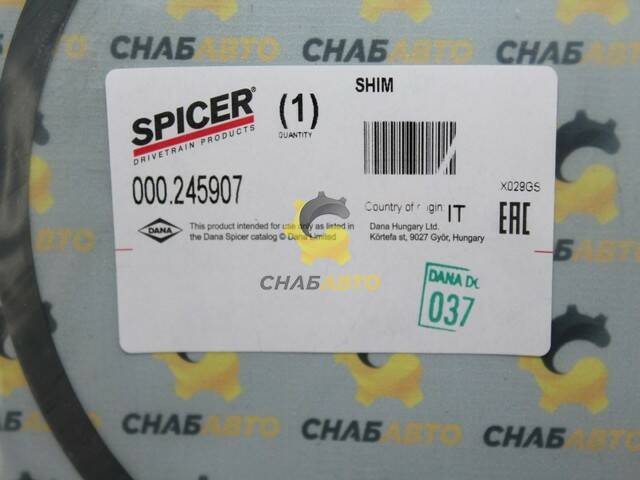 SPICER®
DRIVETRAIN PRODUCTS
(1)
QUANTITY
SHIM
000.245907
X029GS
DANA
This product intended for use only as listed in
the Dana Spicer catalog © Dana Limited
Country of origin: IT
Dana Hungary Ltd.
Körtefa st, 9027 Győr, Hungary
EAC
DANA DC
037
СНАБАВТО
СНАБАВТО
СНАБАВТО
СНАБАВТО
СНАБАВТО
СНАБАВТО
СНАБАВТО